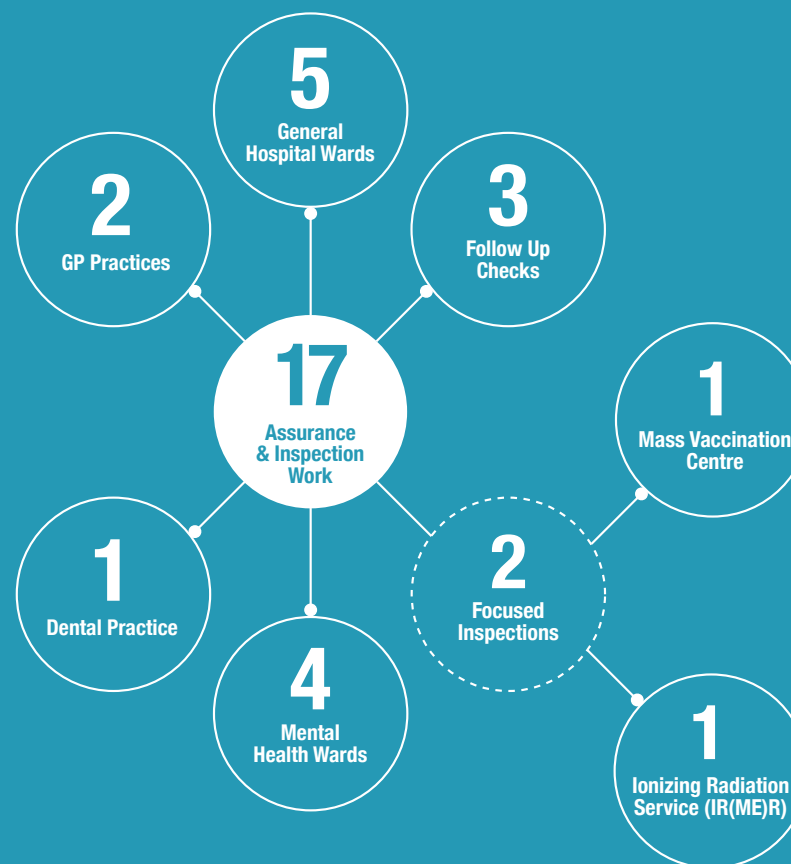 5
General
Hospital Wards
2
GP Practices
3
Follow Up
Checks
17
Assurance
& Inspection
Work
1
Mass Vaccination
Centre
1
Dental Practice
2
Focused
Inspections
4
Mental
Health Wards
1
Ionizing Radiation
Service (IR(ME)R)